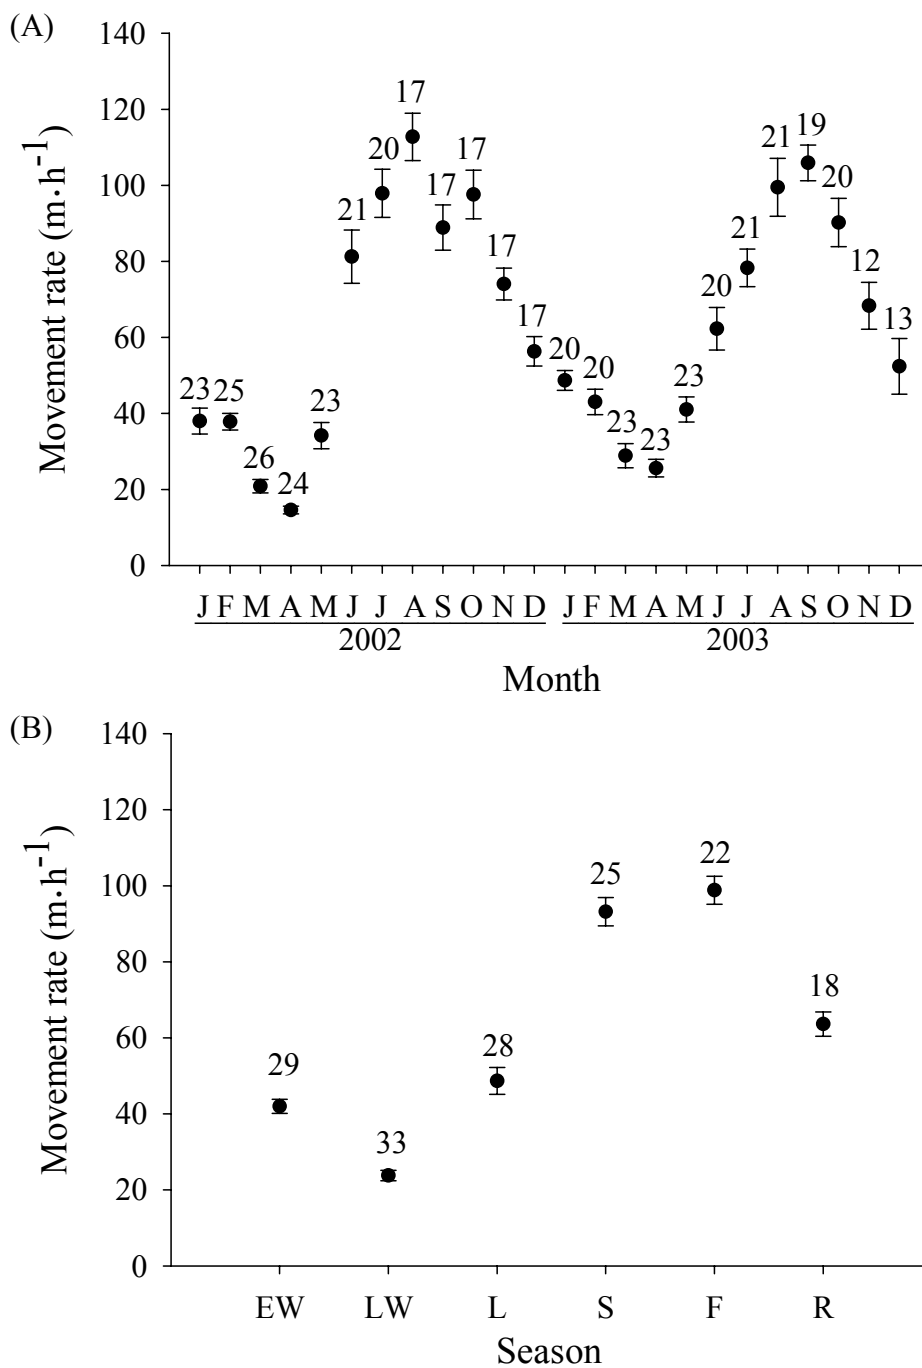 (A)
140
120
100
80
60
40
20
0
Movement rate (m·h⁻¹)
23 25 26 24 23 21 20 17 17 17 17 17 20 20 23 23 23 20 21 21 19 20 12 13
J F M A M J J A S O N D J F M A M J J A S O N D
2002 2003
Month
(B)
140
120
100
80
60
40
20
0
Movement rate (m·h⁻¹)
29 33 28 25 22 18
EW LW L S F R
Season